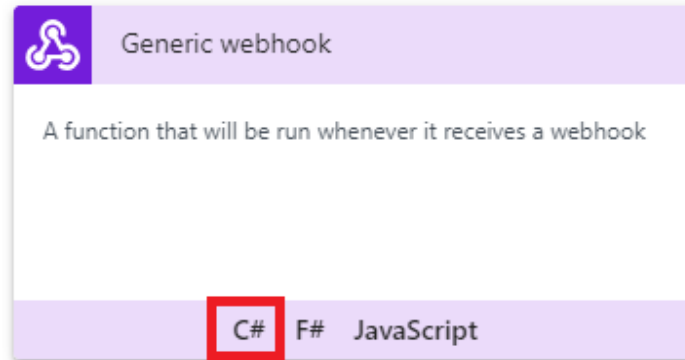 Generic webhook
A function that will be run whenever it receives a webhook
C# F# JavaScript